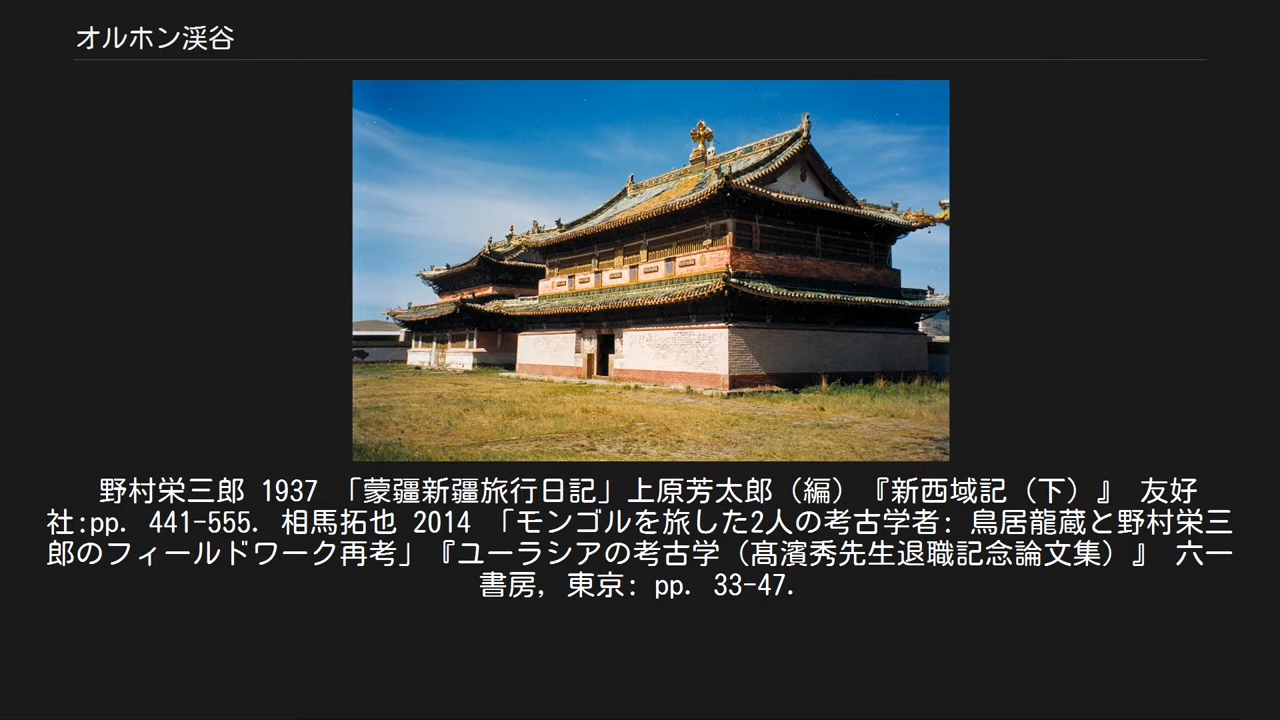 オルホン渓谷
野村栄三郎 1937 「蒙疆新疆旅行日記」上原芳太郎（編）『新西域記（下）』 友好
社:pp. 441-555. 相馬拓也 2014 「モンゴルを旅した2人の考古学者: 鳥居龍蔵と野村栄三
郎のフィールドワーク再考」『ユーラシアの考古学（髙濱秀先生退職記念論文集）』 六一
書房, 東京: pp. 33-47.